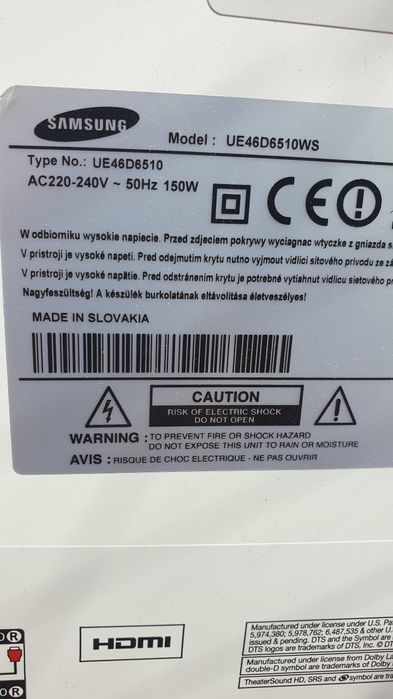 SAMSUNG
Model : UE46D6510WS
Type No.: UE46D6510
AC220-240V ~ 50Hz 150W
W odbiorniku wysokie napiecie. Przed zdjeciem pokrywy wyciagnac wtyczke z gniazda s
V pristroji je vysoké napeti. Pred odejmutim krytu nutno vyjmout vidlici sitového privodu ze zá
V pristroji je vysoké napätie. Pred odstránením krytu je potrebné vytiahnut vidlicu sietového pr
Nagyfeszültség! A készülék burkolatának eltávolítása életveszélyes!
MADE IN SLOVAKIA
CAUTION
RISK OF ELECTRIC SHOCK
DO NOT OPEN
WARNING : TO PREVENT FIRE OR SHOCK HAZARD
DO NOT EXPOSE THIS UNIT TO RAIN OR MOISTURE
AVIS : RISQUE DE CHOC ELECTRIQUE - NE PAS OUVRIR
HDMI
Manufactured under license under U.S. Pa
5,974,380; 5,978,762; 6,487,535 & other U.
issued & pending. DTS and the Symbol are
DTS logos are trademarks of DTS, Inc. © DT
Manufactured under license from Dolby La
double-D symbol are trademarks of Dolby
TheaterSound HD, SRS and symbol are tra